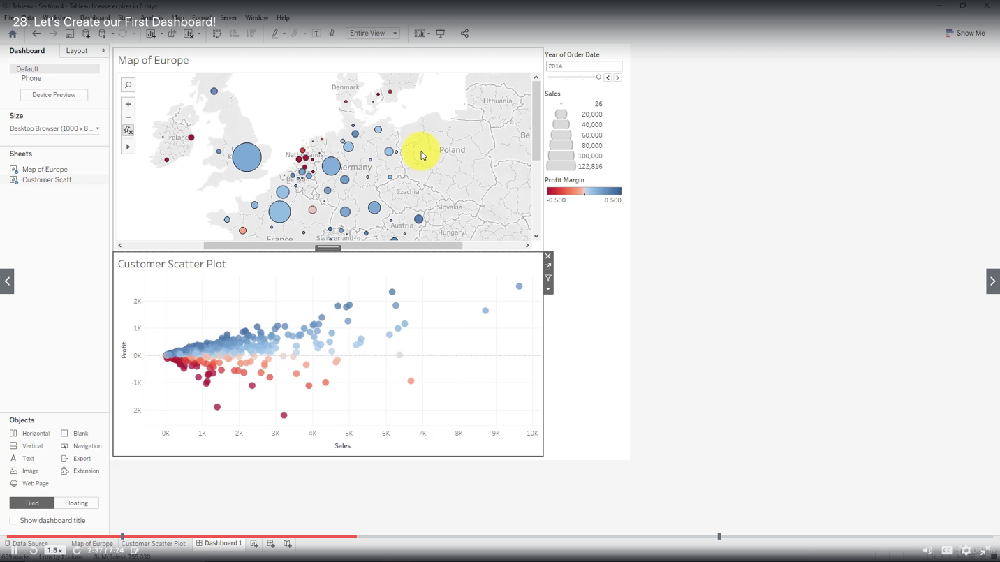 Tableau - Section 4 - Tableau license expires in 8 days
File Data Worksheet Dashboard Story Analysis Map Format Server Window Help
28. Let's Create our First Dashboard!
Entire View
Show Me
Dashboard
Layout
Default
Phone
Device Preview
Size
Desktop Browser (1000 x 8...
Sheets
Map of Europe
Customer Scatt...
Objects
Horizontal
Blank
Vertical
Navigation
Text
Export
Image
Extension
Web Page
Tiled
Floating
Show dashboard title
Map of Europe
Denmark
Lithuania
Ireland
Netherlands
Poland
Germany
Czechia
Slovakia
Austria
Hungary
France
Switzerland
Year of Order Date
2014
Sales
26
20,000
40,000
60,000
80,000
100,000
122,816
Profit Margin
-0.500
0.500
Customer Scatter Plot
Profit
2K
1K
0K
-1K
-2K
0K 1K 2K 3K 4K 5K 6K 7K 8K 9K 10K
Sales
Data Source
Map of Europe
Customer Scatter Plot
Dashboard 1
1.5x
2:37 / 7:24
CC
639 marks 1 row by 1 column SUM(Sales): 755,030